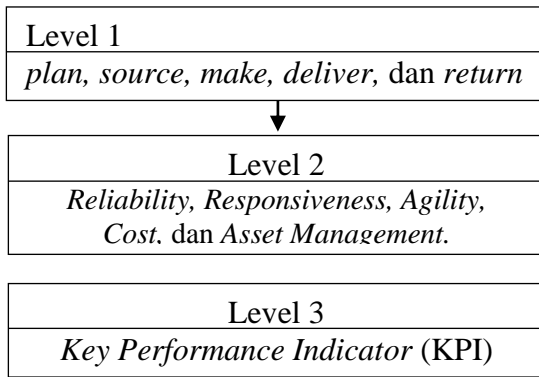 Level 1
plan, source, make, deliver, dan return
Level 2
Reliability, Responsiveness, Agility,
Cost, dan Asset Management.
Level 3
Key Performance Indicator (KPI)